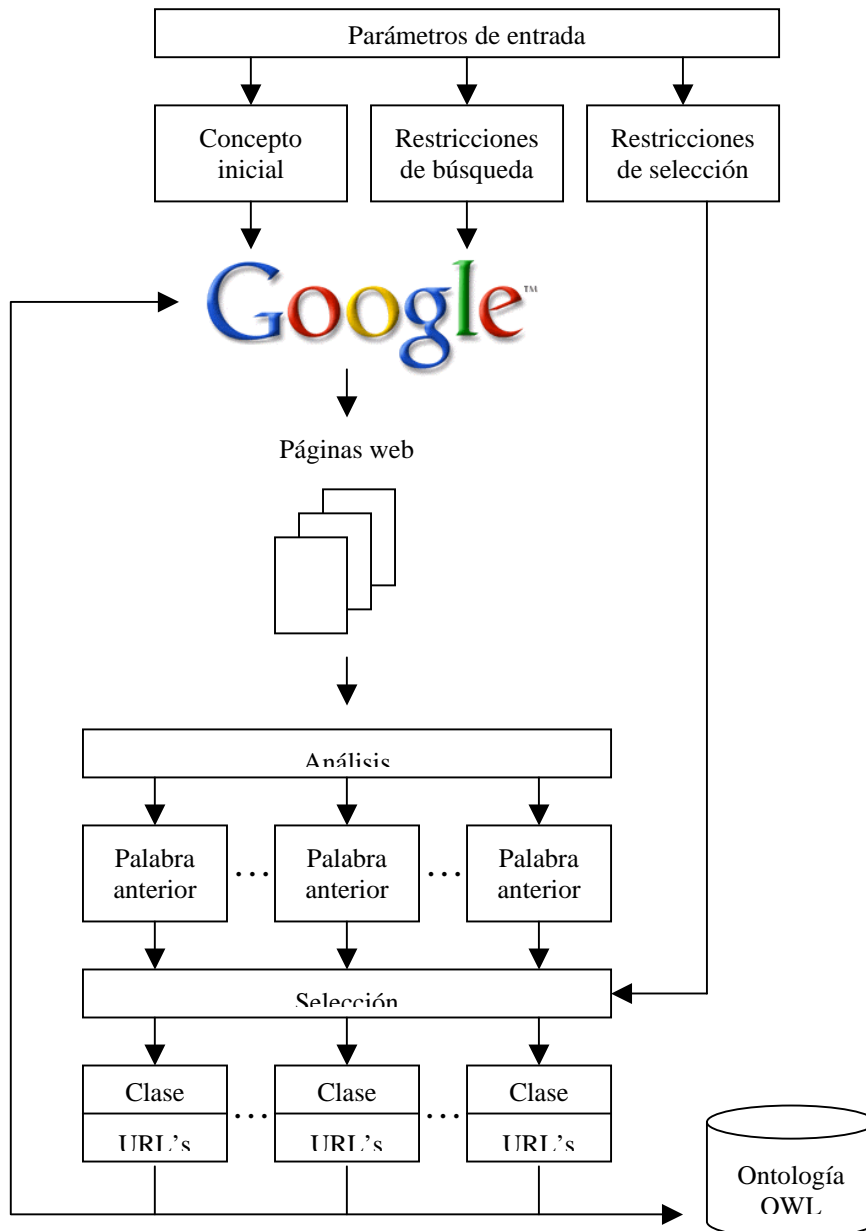 Parámetros de entrada
Concepto
inicial
Restricciones
de búsqueda
Restricciones
de selección
Google™
Páginas web
Análisis
Palabra
anterior
...
Palabra
anterior
...
Palabra
anterior
Selección
Clase
URL's
...
Clase
URL's
...
Clase
URL's
Ontología
OWL